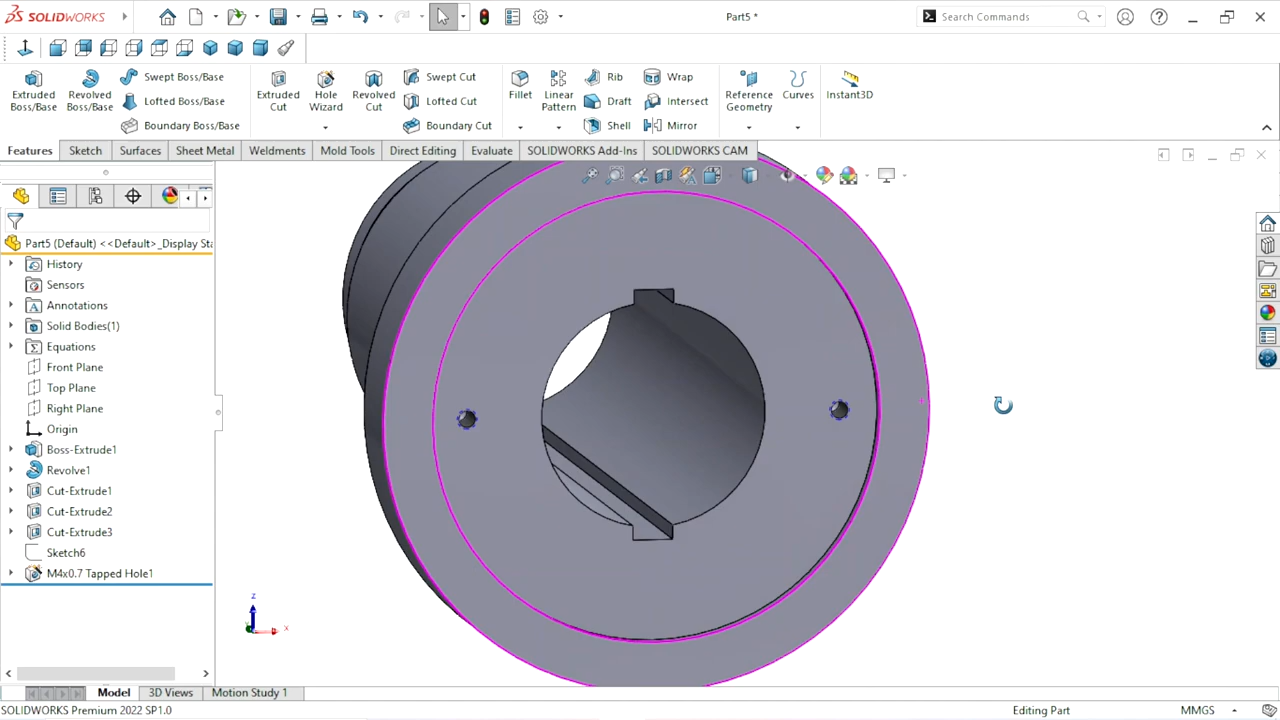 SOLIDWORKS
Part5 *
Search Commands
Extruded Boss/Base
Revolved Boss/Base
Swept Boss/Base
Lofted Boss/Base
Boundary Boss/Base
Extruded Cut
Hole Wizard
Revolved Cut
Swept Cut
Lofted Cut
Boundary Cut
Fillet
Linear Pattern
Rib
Draft
Shell
Wrap
Intersect
Mirror
Reference Geometry
Curves
Instant3D
Features
Sketch
Surfaces
Sheet Metal
Weldments
Mold Tools
Direct Editing
Evaluate
SOLIDWORKS Add-Ins
SOLIDWORKS CAM
Part5 (Default) <<Default>_Display Sta
History
Sensors
Annotations
Solid Bodies(1)
Equations
Front Plane
Top Plane
Right Plane
Origin
Boss-Extrude1
Revolve1
Cut-Extrude1
Cut-Extrude2
Cut-Extrude3
Sketch6
M4x0.7 Tapped Hole1
z
x
Model
3D Views
Motion Study 1
SOLIDWORKS Premium 2022 SP1.0
Editing Part
MMGS